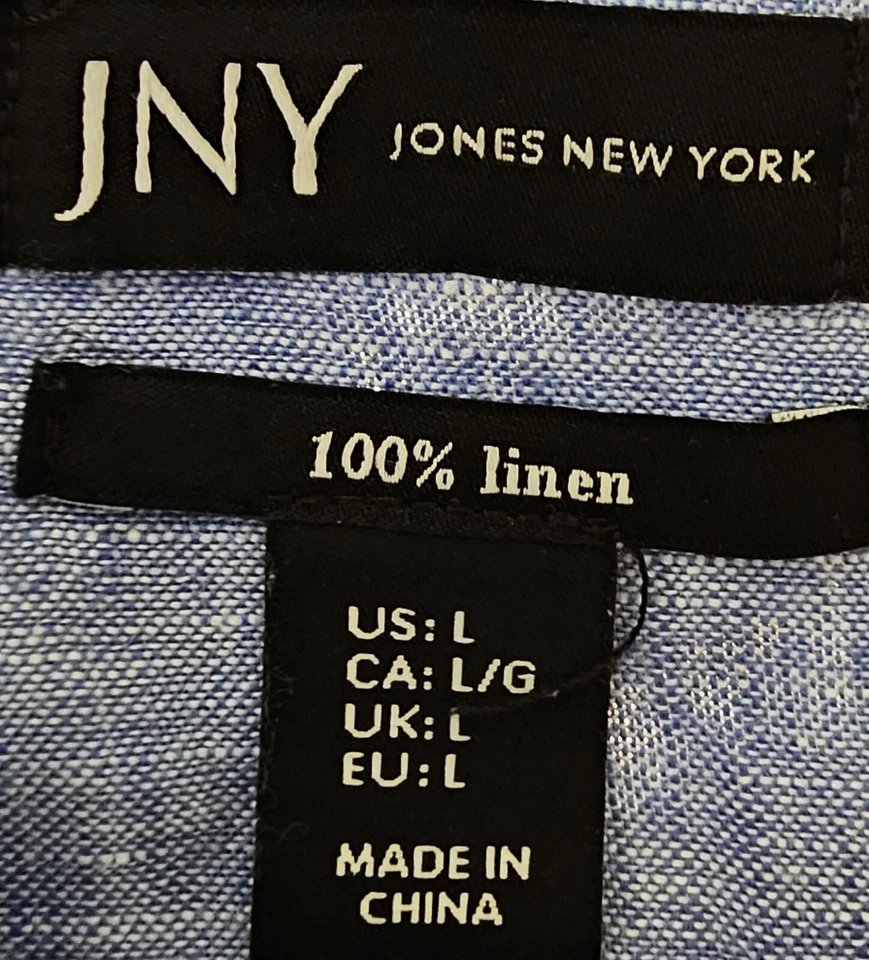 JNY JONES NEW YORK
100% linen
US: L
CA: L/G
UK: L
EU: L
MADE IN
CHINA